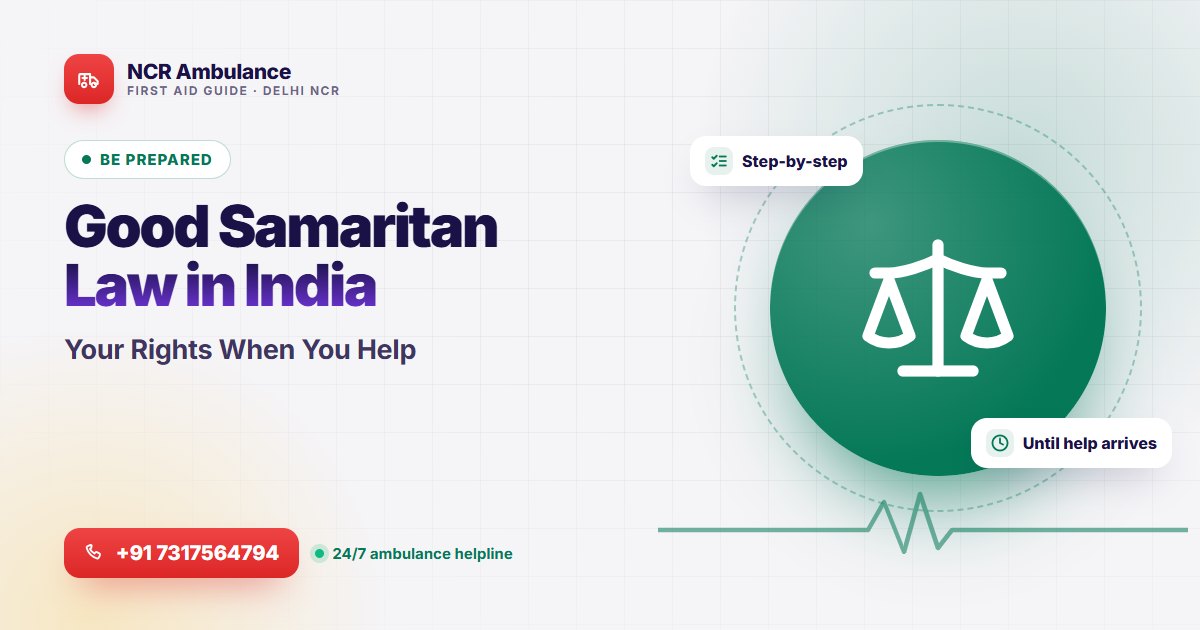 NCR Ambulance
FIRST AID GUIDE · DELHI NCR
BE PREPARED
Good Samaritan
Law in India
Your Rights When You Help
Step-by-step
Until help arrives
+91 7317564794
24/7 ambulance helpline